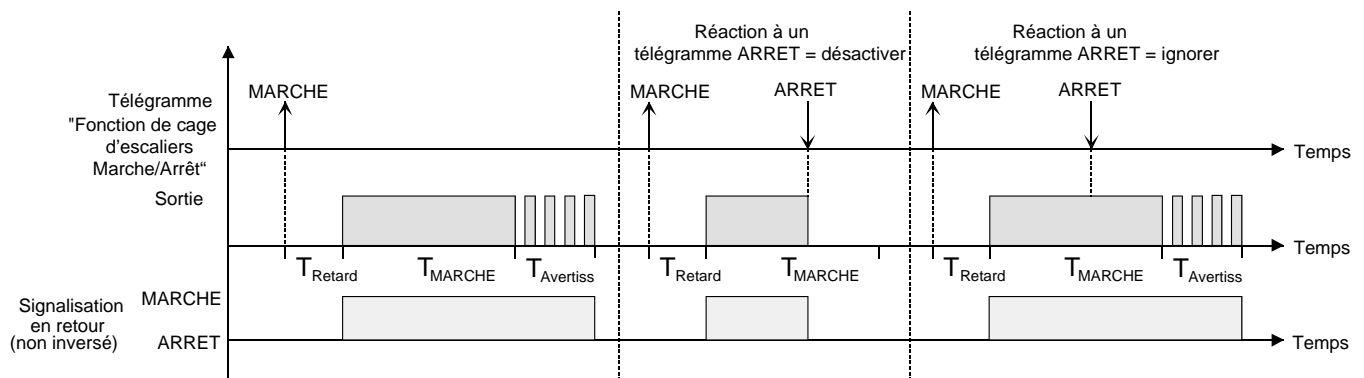 Réaction à un
télégramme ARRET = désactiver
Réaction à un
télégramme ARRET = ignorer
MARCHE
MARCHE
ARRET
MARCHE
ARRET
Télégramme
"Fonction de cage
d'escaliers
Marche/Arrêt“
Temps
Sortie
Temps
TRetard
TMARCHE
TAvertiss
TRetard
TMARCHE
TRetard
TMARCHE
TAvertiss
Signalisation
en retour
(non inversé)
MARCHE
ARRET
Temps